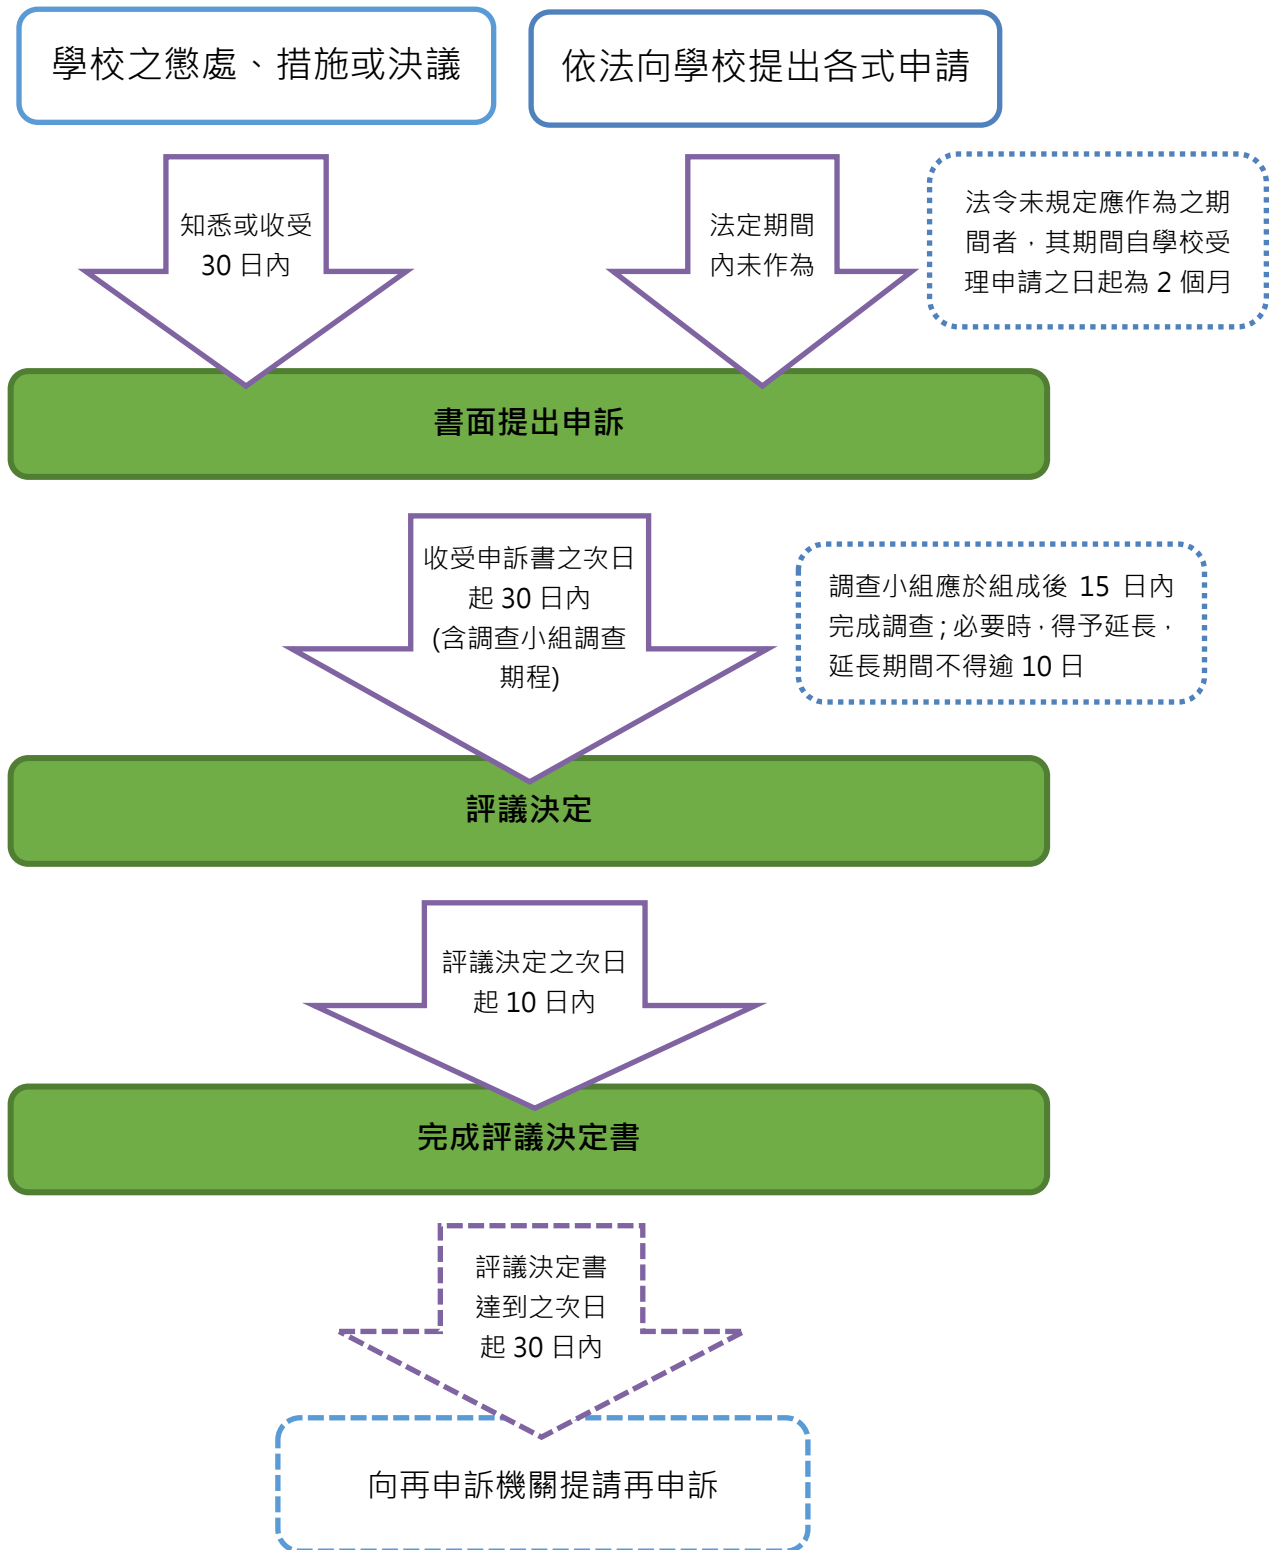 學校之懲處、措施或決議
依法向學校提出各式申請
知悉或收受
30 日內
法定期間
內未作為
法令未規定應作為之期
間者，其期間自學校受
理申請之日起為 2 個月
書面提出申訴
收受申訴書之次日
起 30 日內
(含調查小組調查
期程)
調查小組應於組成後 15 日內
完成調查；必要時，得予延長，
延長期間不得逾 10 日
評議決定
評議決定之次日
起 10 日內
完成評議決定書
評議決定書
達到之次日
起 30 日內
向再申訴機關提請再申訴